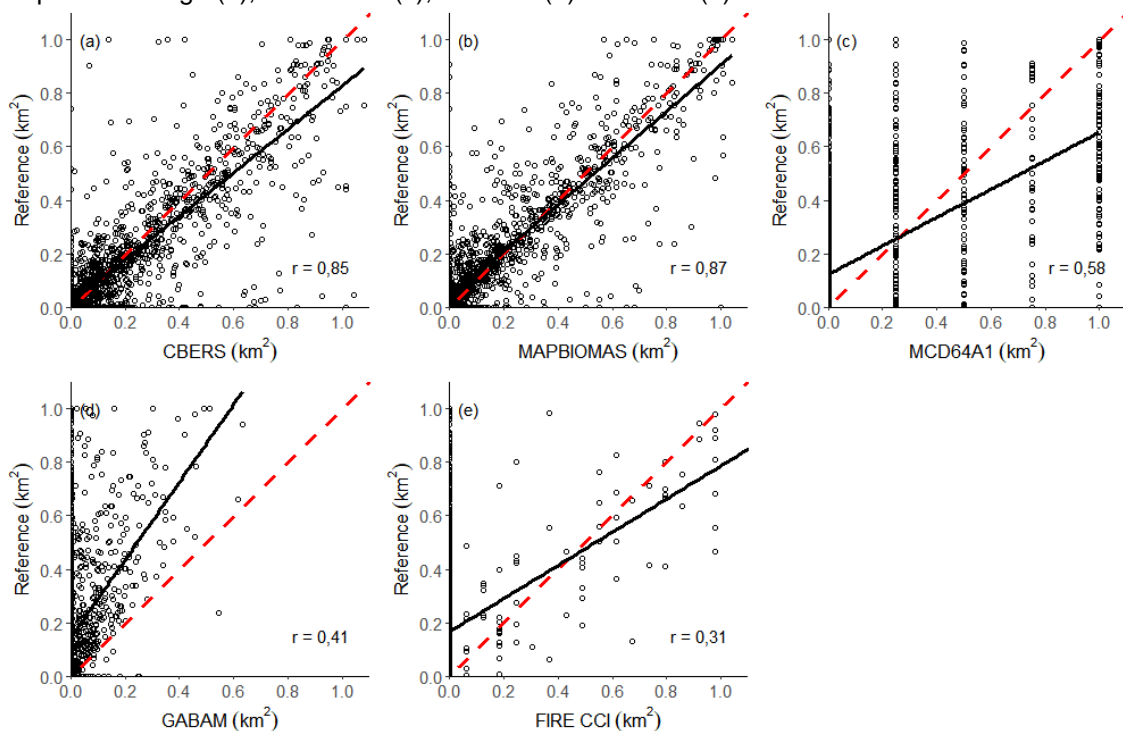 (a)
Reference (km²)
1.0
0.8
0.6
0.4
0.2
0.0
r = 0,85
0.0 0.2 0.4 0.6 0.8 1.0
CBERS (km²)
(b)
Reference (km²)
1.0
0.8
0.6
0.4
0.2
0.0
r = 0,87
0.0 0.2 0.4 0.6 0.8 1.0
MAPBIOMAS (km²)
(c)
Reference (km²)
1.0
0.8
0.6
0.4
0.2
0.0
r = 0,58
0.0 0.2 0.4 0.6 0.8 1.0
MCD64A1 (km²)
(d)
Reference (km²)
1.0
0.8
0.6
0.4
0.2
0.0
r = 0,41
0.0 0.2 0.4 0.6 0.8 1.0
GABAM (km²)
(e)
Reference (km²)
1.0
0.8
0.6
0.4
0.2
0.0
r = 0,31
0.0 0.2 0.4 0.6 0.8 1.0
FIRE CCI (km²)